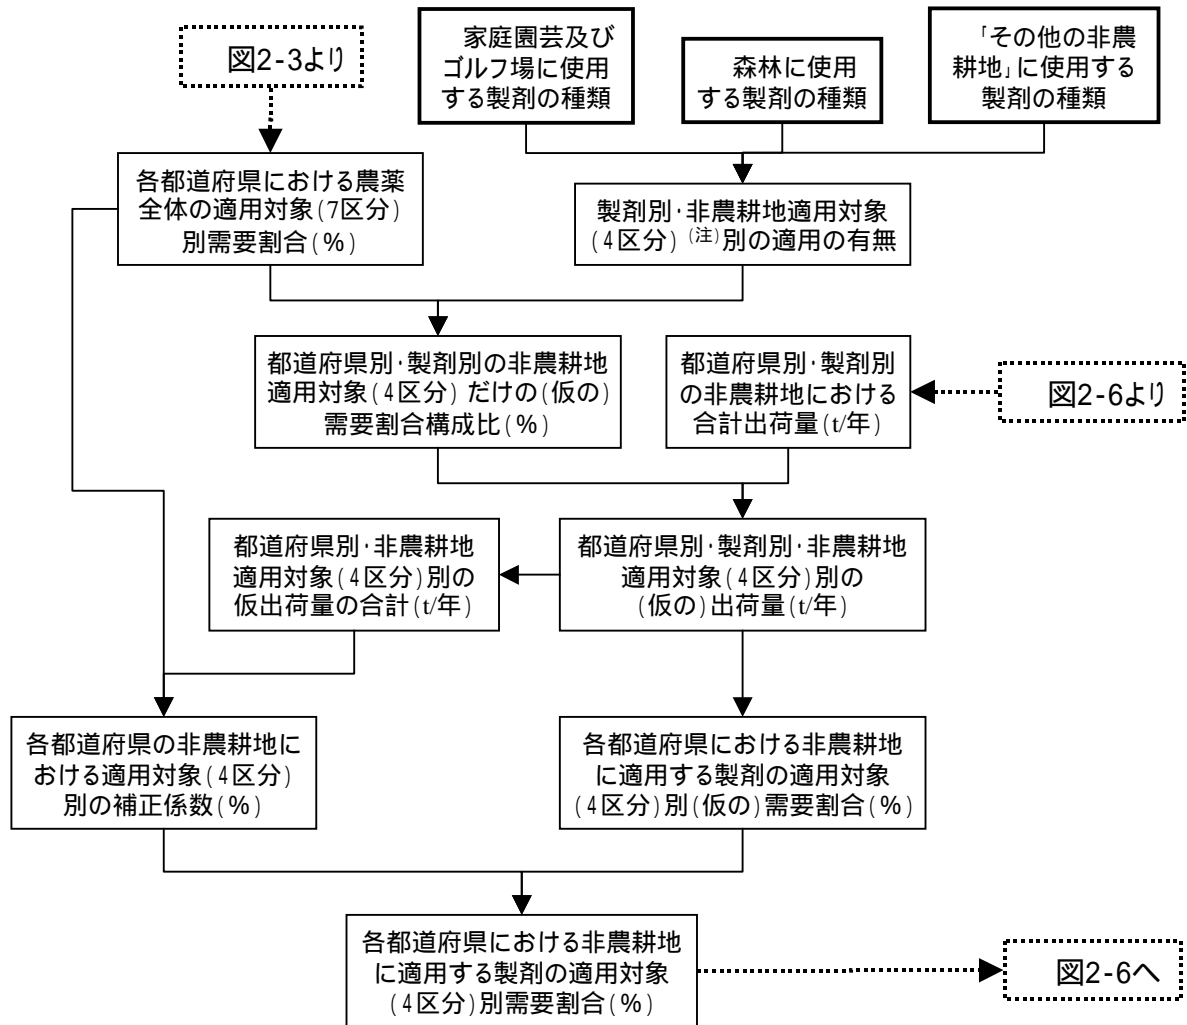 図2-3より
家庭園芸及び
ゴルフ場に使用
する製剤の種類
森林に使用
する製剤の種類
「その他の非農
耕地」に使用する
製剤の種類
各都道府県における農薬
全体の適用対象(7区分)
別需要割合(%)
製剤別・非農耕地適用対象
(4区分)(注)別の適用の有無
都道府県別・製剤別の非農耕地
適用対象(4区分)だけの(仮の)
需要割合構成比(%)
都道府県別・製剤別
の非農耕地における
合計出荷量(t/年)
図2-6より
都道府県別・非農耕地
適用対象(4区分)別の
仮出荷量の合計(t/年)
都道府県別・製剤別・非農耕地
適用対象(4区分)別の
(仮の)出荷量(t/年)
各都道府県の非農耕地に
おける適用対象(4区分)
別の補正係数(%)
各都道府県における非農耕地
に適用する製剤の適用対象
(4区分)別(仮の)需要割合(%)
各都道府県における非農耕地
に適用する製剤の適用対象
(4区分)別需要割合(%)
図2-6へ